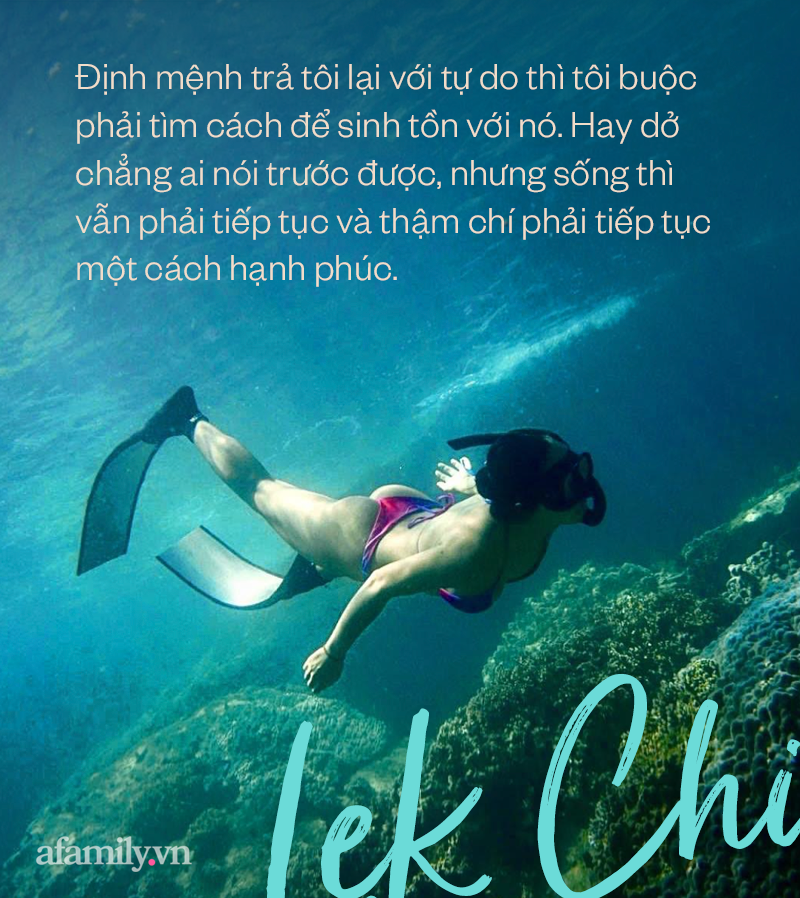 Định mệnh trả tôi lại với tự do thì tôi buộc
phải tìm cách để sinh tồn với nó. Hay dở
chẳng ai nói trước được, nhưng sống thì
vẫn phải tiếp tục và thậm chí phải tiếp tục
một cách hạnh phúc.
Chi
afamily.vn